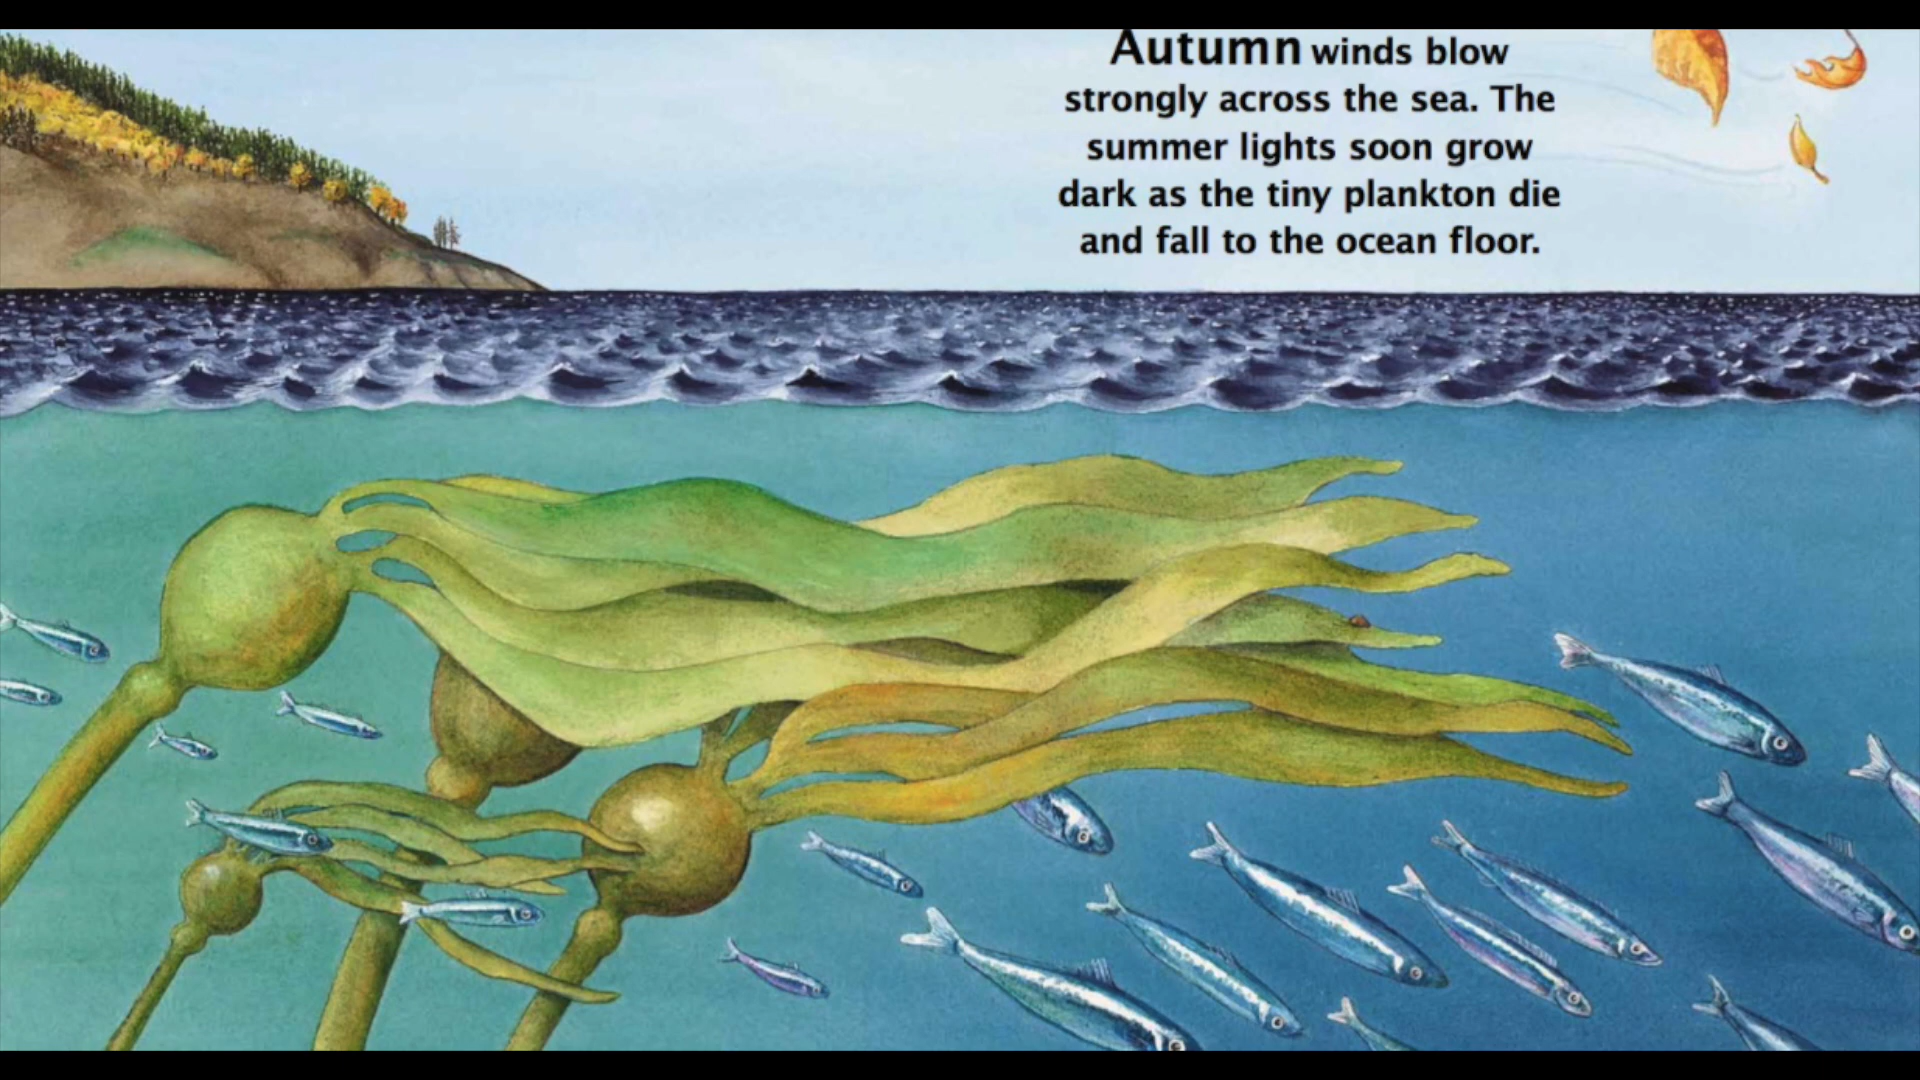 Autumn winds blow
strongly across the sea. The
summer lights soon grow
dark as the tiny plankton die
and fall to the ocean floor.